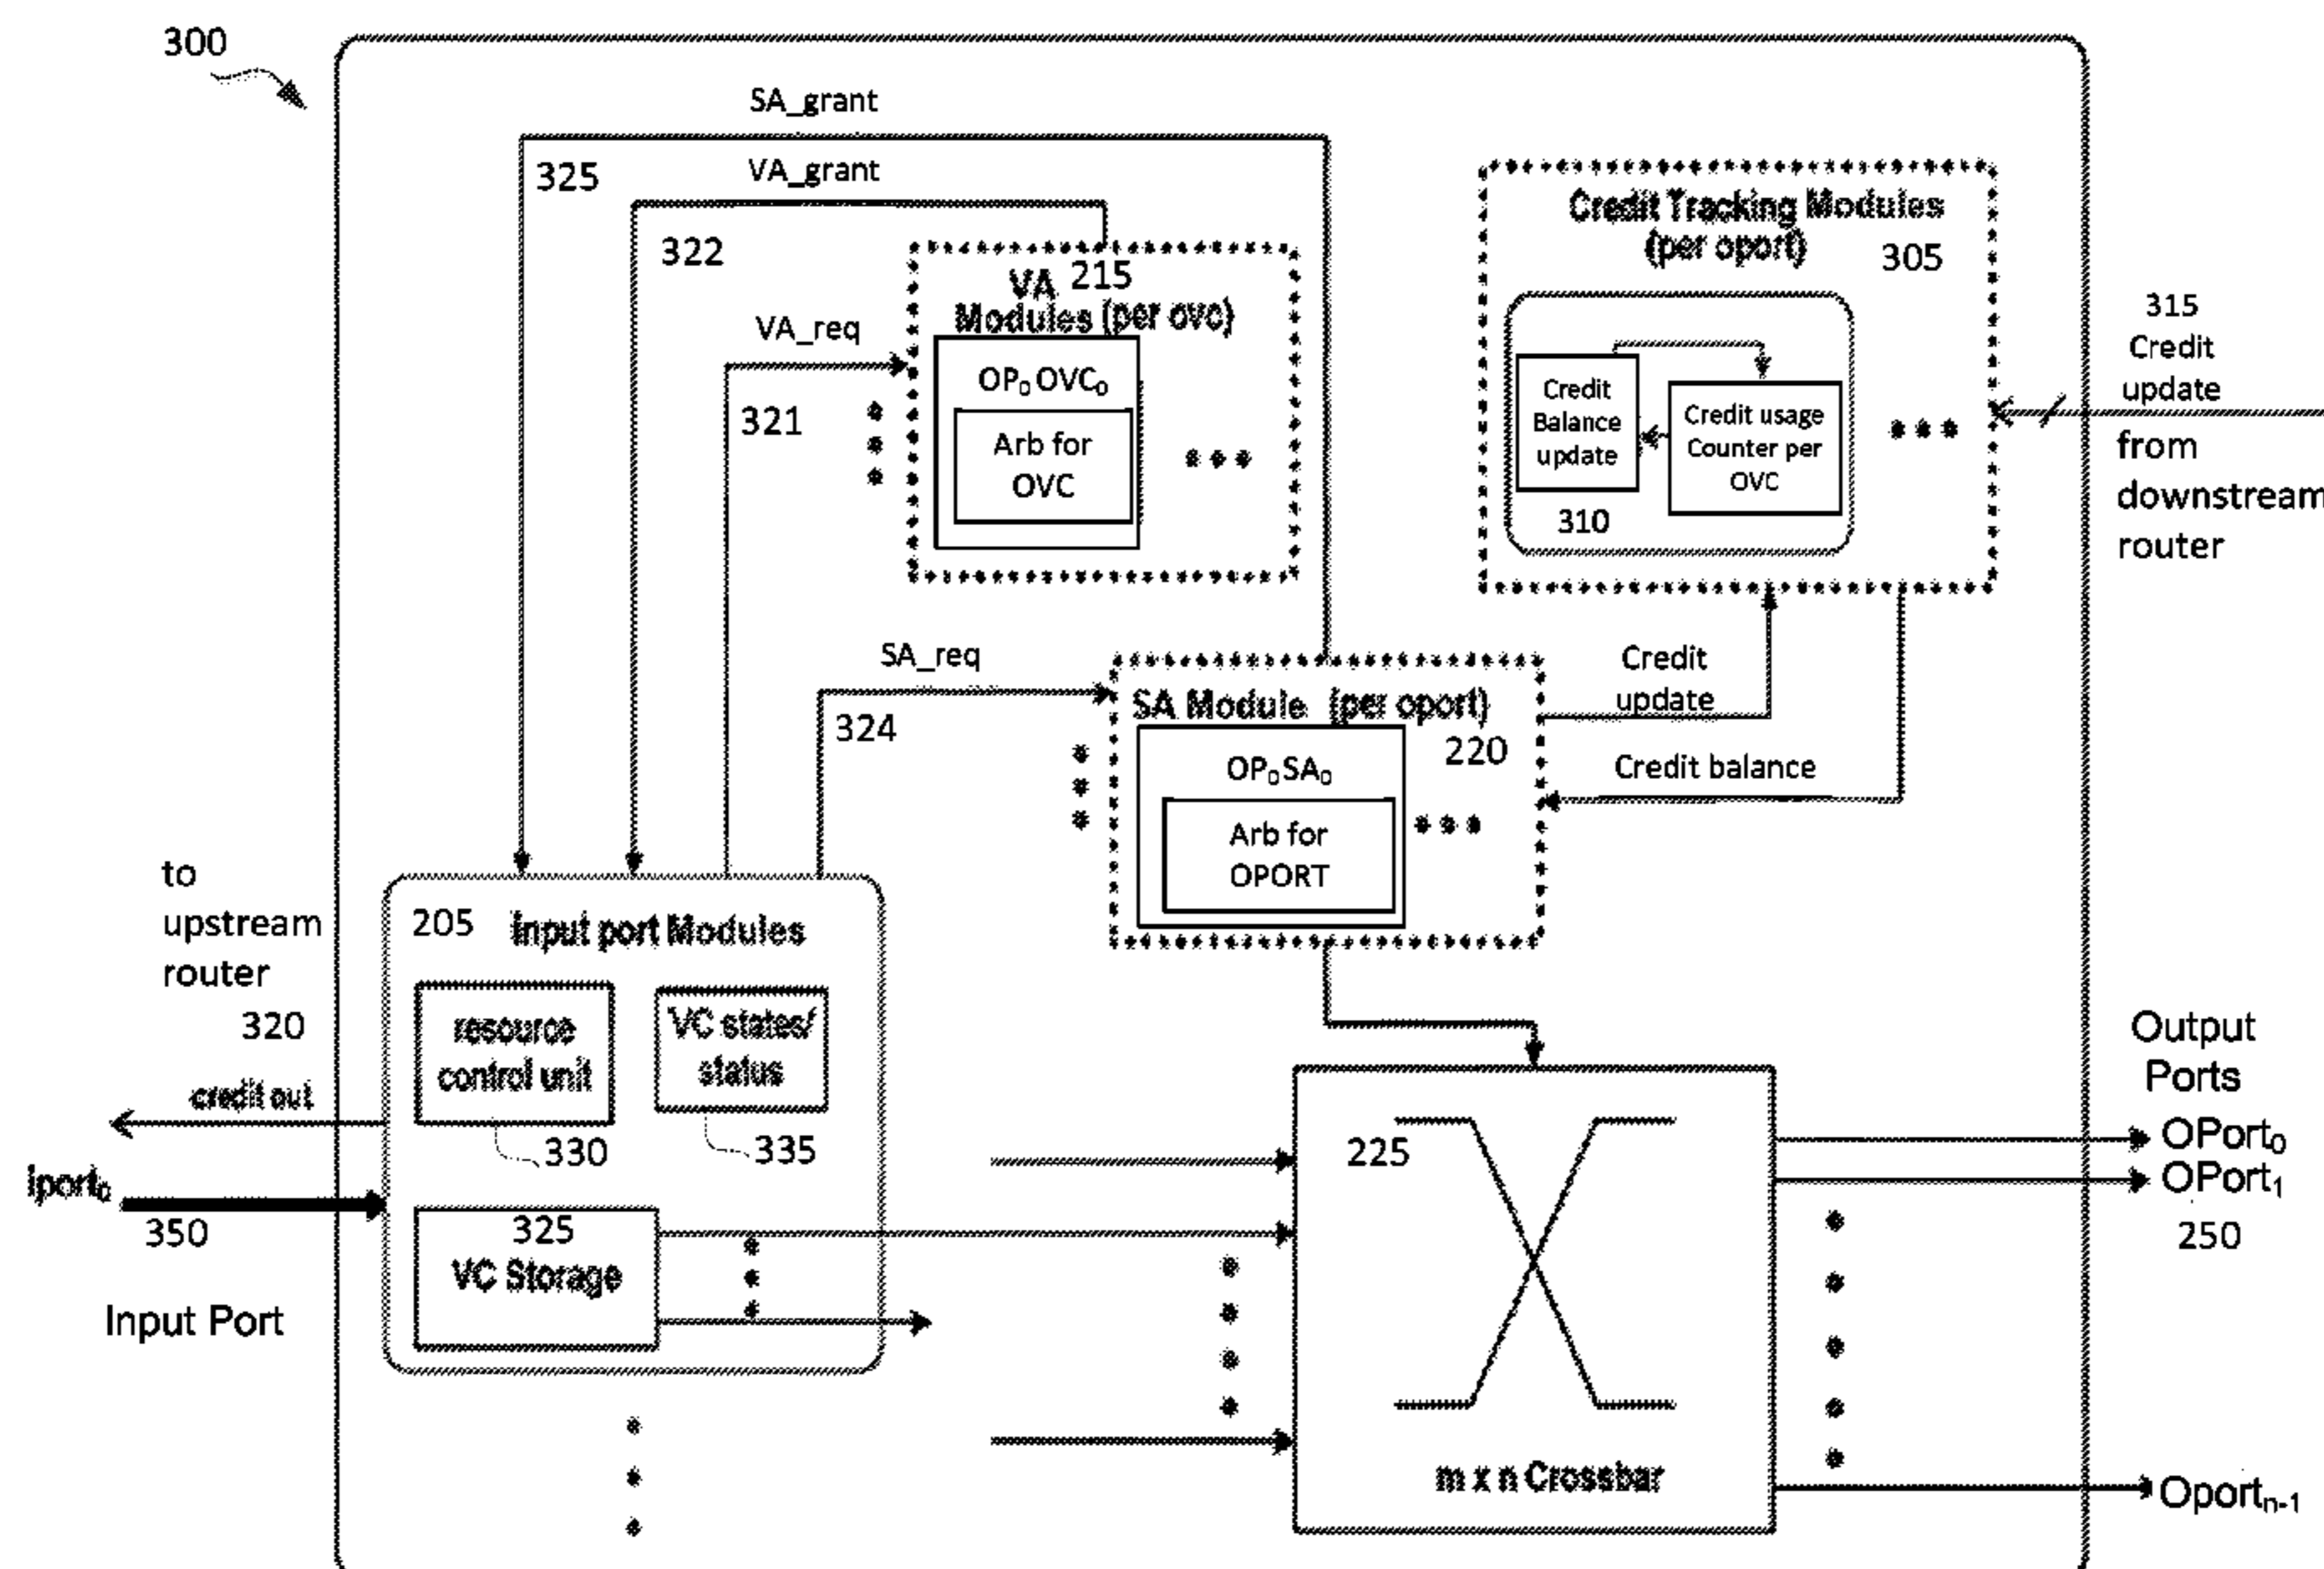 300
SA_grant
325
VA_grant
322
VA 215
Modules (per ovc)
VA_req
321
OP₀ OVC₀
Arb for
OVC
Credit Tracking Modules
(per oport)
305
Credit
Balance
update
Credit usage
Counter per
OVC
310
315
Credit
update
from
downstream
router
SA_req
324
SA Module (per oport)
220
OP₀ SA₀
Arb for
OPORT
Credit
update
Credit balance
to
upstream
router
320
credit out
iport₀
350
Input Port
205
Input port Modules
resource
control unit
330
VC states/
status
335
325
VC Storage
225
m x n Crossbar
Output
Ports
OPort₀
OPort₁
250
Oportₙ₋₁